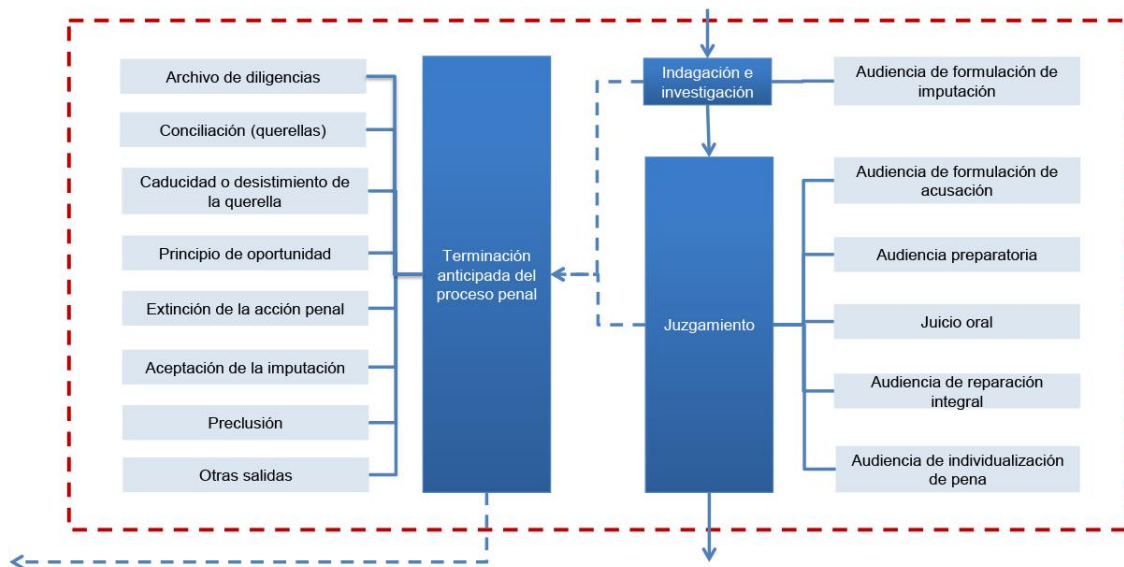 Archivo de diligencias
Conciliación (querellas)
Caducidad o desistimiento de
la querella
Principio de oportunidad
Extinción de la acción penal
Aceptación de la imputación
Preclusión
Otras salidas
Terminación
anticipada del
proceso penal
Indagación e
investigación
Juzgamiento
Audiencia de formulación de
imputación
Audiencia de formulación de
acusación
Audiencia preparatoria
Juicio oral
Audiencia de reparación
integral
Audiencia de individualización
de pena